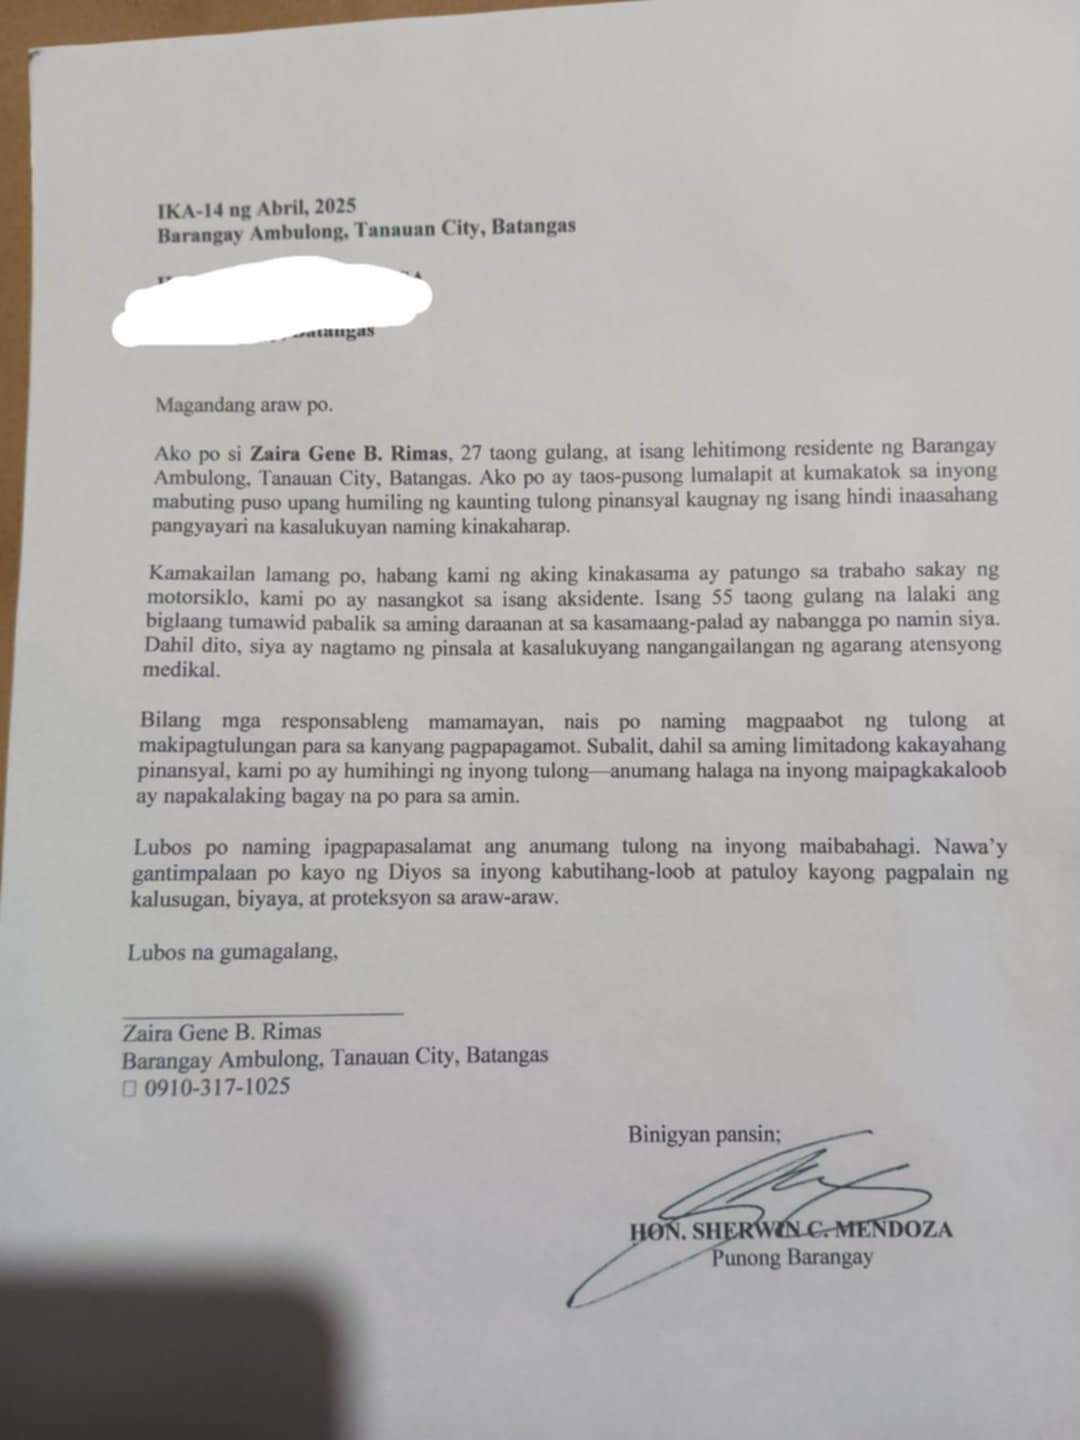 IKA-14 ng Abril, 2025
Barangay Ambulong, Tanauan City, Batangas
Batangas
Magandang araw po.
Ako po si Zaira Gene B. Rimas, 27 taong gulang, at isang lehitimong residente ng Barangay
Ambulong, Tanauan City, Batangas. Ako po ay taos-pusong lumalapit at kumakatok sa inyong
mabuting puso upang humiling ng kaunting tulong pinansyal kaugnay ng isang hindi inaasahang
pangyayari na kasalukuyan naming kinakaharap.
Kamakailan lamang po, habang kami ng aking kinakasama ay patungo sa trabaho sakay ng
motorsiklo, kami po ay nasangkot sa isang aksidente. Isang 55 taong gulang na lalaki ang
biglaang tumawid pabalik sa aming daraanan at sa kasamaang-palad ay nabangga po namin siya.
Dahil dito, siya ay nagtamo ng pinsala at kasalukuyang nangangailangan ng agarang atensyong
medikal.
Bilang mga responsableng mamamayan, nais po naming magpaabot ng tulong at
makipagtulungan para sa kanyang pagpapagamot. Subalit, dahil sa aming limitadong kakayahang
pinansyal, kami po ay humihingi ng inyong tulong—anumang halaga na inyong maipagkakaloob
ay napakalaking bagay na po para sa amin.
Lubos po naming ipagpapasalamat ang anumang tulong na inyong maibabahagi. Nawa’y
gantimpalaan po kayo ng Diyos sa inyong kabutihang-loob at patuloy kayong pagpalain ng
kalusugan, biyaya, at proteksyon sa araw-araw.
Lubos na gumagalang,
Zaira Gene B. Rimas
Barangay Ambulong, Tanauan City, Batangas
0910-317-1025
Binigyan pansin;
HON. SHERWIN C. MENDOZA
Punong Barangay